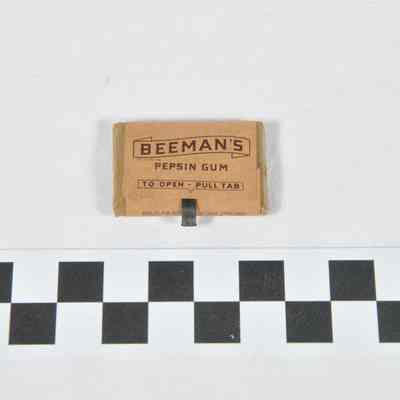 BEEMAN'S
PEPSIN GUM
TO OPEN - PULL TAB